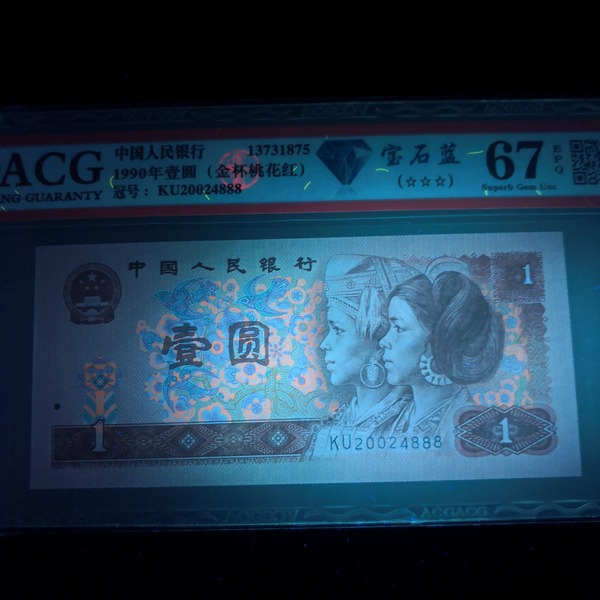 ACG
NG GUARANTY
中国人民银行 13731875
1990年壹圆（金杯桃花红）
冠号：KU20024888
宝石蓝
(☆☆☆)
67
EPQ
Superb Gem Unc
中国人民银行
1
壹圆
1
KU20024888
1
ACGACG